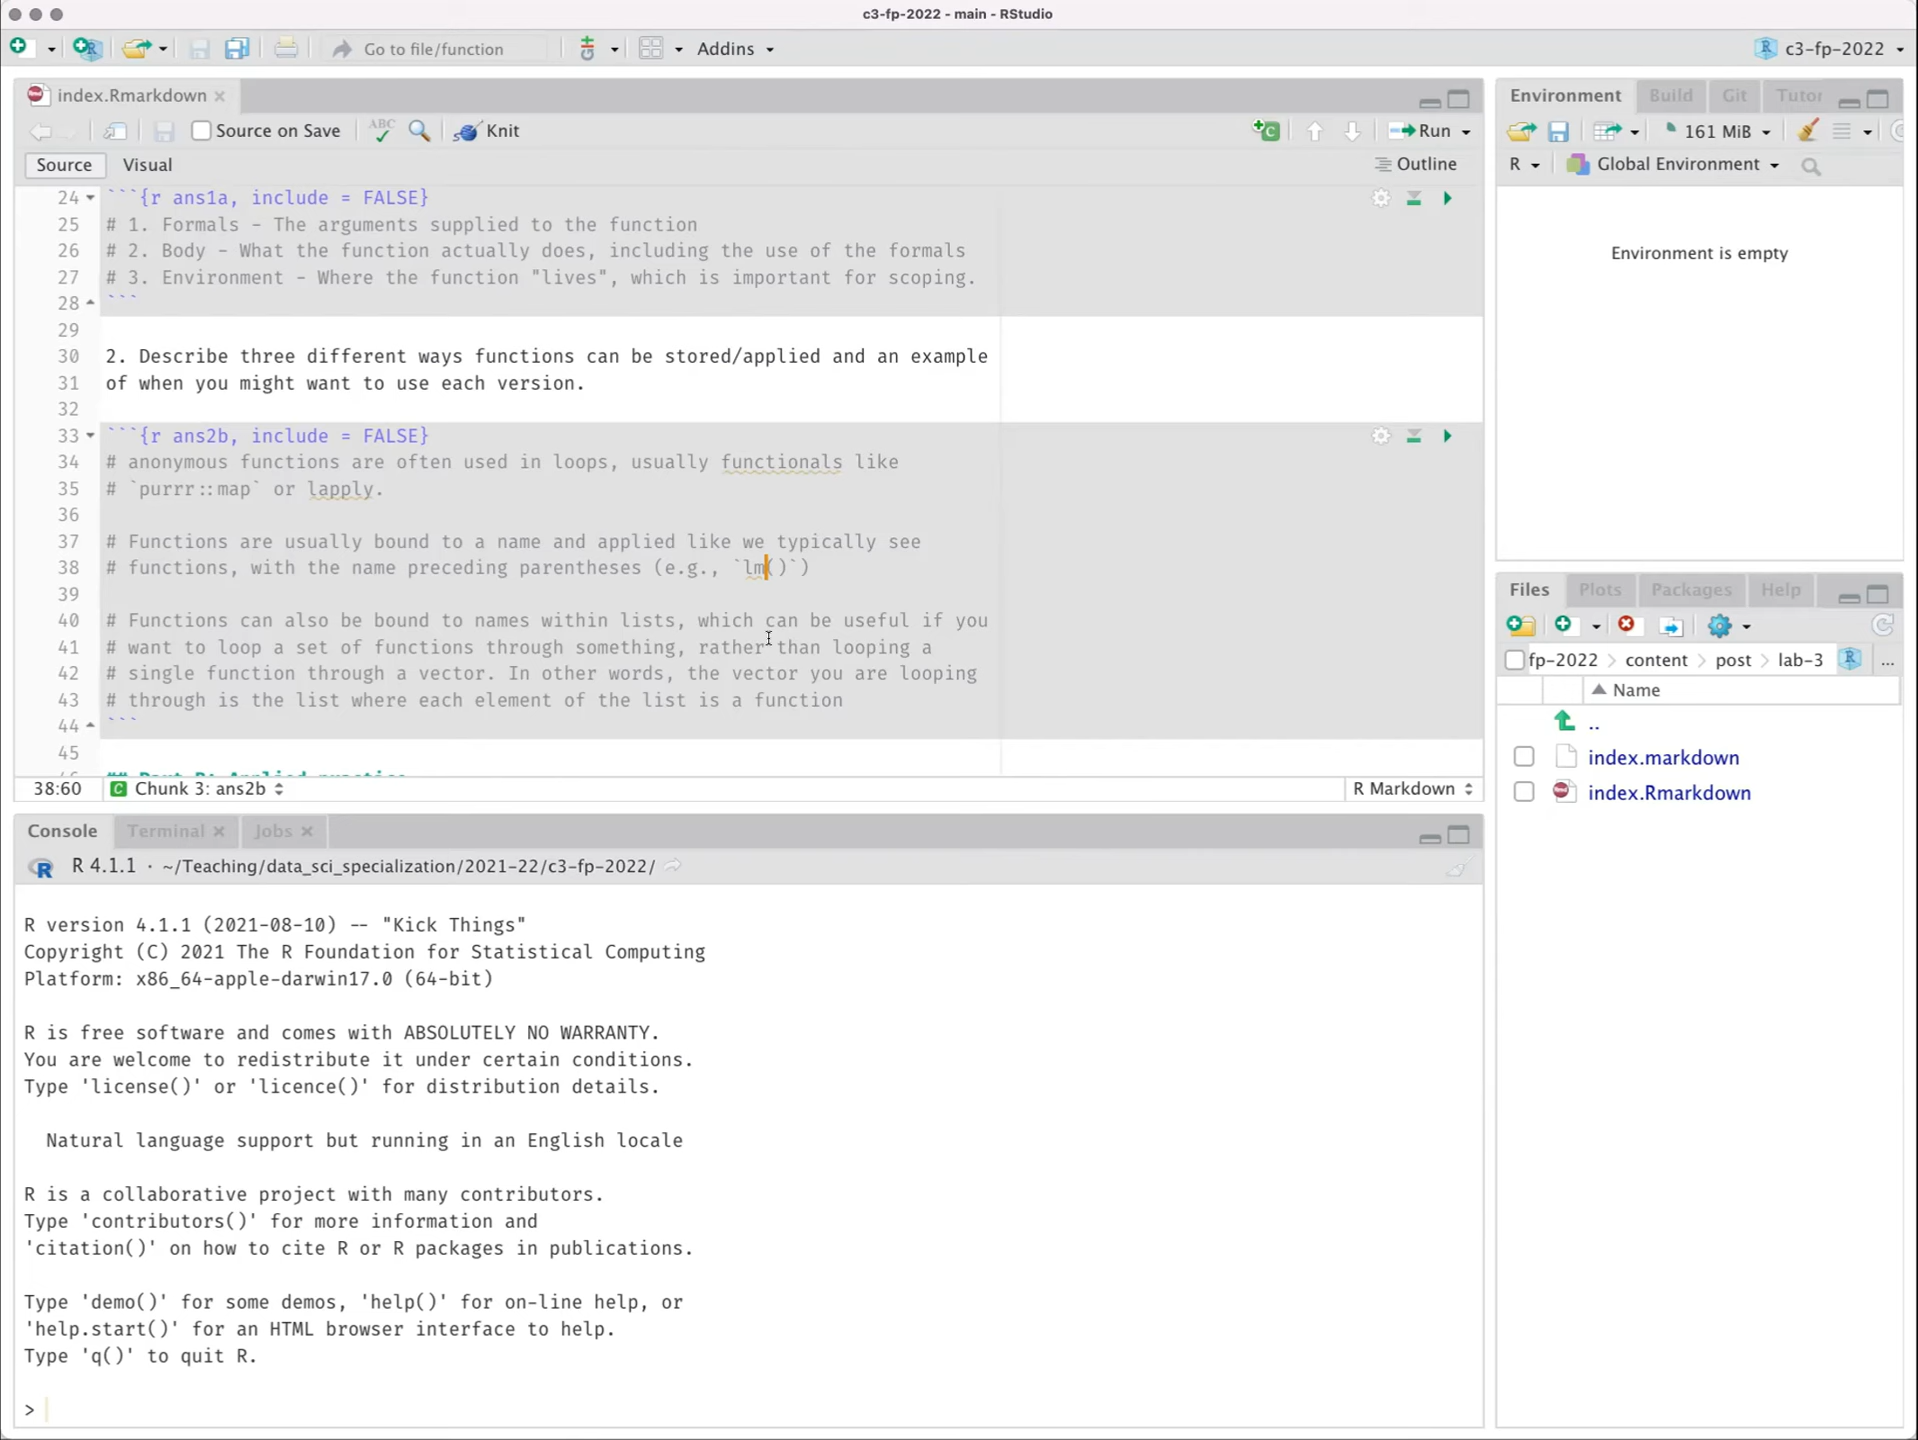 c3-fp-2022 - main - RStudio
Go to file/function
Addins
c3-fp-2022
index.Rmarkdown
Source on Save
ABC
Knit
Run
Source
Visual
Outline
24 ```{r ans1a, include = FALSE}
25 # 1. Formals - The arguments supplied to the function
26 # 2. Body - What the function actually does, including the use of the formals
27 # 3. Environment - Where the function "lives", which is important for scoping.
28 ```
29
30 2. Describe three different ways functions can be stored/applied and an example
31 of when you might want to use each version.
32
33 ```{r ans2b, include = FALSE}
34 # anonymous functions are often used in loops, usually functionals like
35 # `purrr::map` or lapply.
36
37 # Functions are usually bound to a name and applied like we typically see
38 # functions, with the name preceding parentheses (e.g., `lm()`)
39
40 # Functions can also be bound to names within lists, which can be useful if you
41 # want to loop a set of functions through something, rather than looping a
42 # single function through a vector. In other words, the vector you are looping
43 # through is the list where each element of the list is a function
44 ```
45
## Part B: Applied practice
38:60
Chunk 3: ans2b
R Markdown
Console
Terminal
Jobs
R 4.1.1 · ~/Teaching/data_sci_specialization/2021-22/c3-fp-2022/
R version 4.1.1 (2021-08-10) -- "Kick Things"
Copyright (C) 2021 The R Foundation for Statistical Computing
Platform: x86_64-apple-darwin17.0 (64-bit)
R is free software and comes with ABSOLUTELY NO WARRANTY.
You are welcome to redistribute it under certain conditions.
Type 'license()' or 'licence()' for distribution details.
Natural language support but running in an English locale
R is a collaborative project with many contributors.
Type 'contributors()' for more information and
'citation()' on how to cite R or R packages in publications.
Type 'demo()' for some demos, 'help()' for on-line help, or
'help.start()' for an HTML browser interface to help.
Type 'q()' to quit R.
>
Environment
Build
Git
Tutor
161 MiB
R
Global Environment
Environment is empty
Files
Plots
Packages
Help
fp-2022 > content > post > lab-3
...
Name
..
index.markdown
index.Rmarkdown